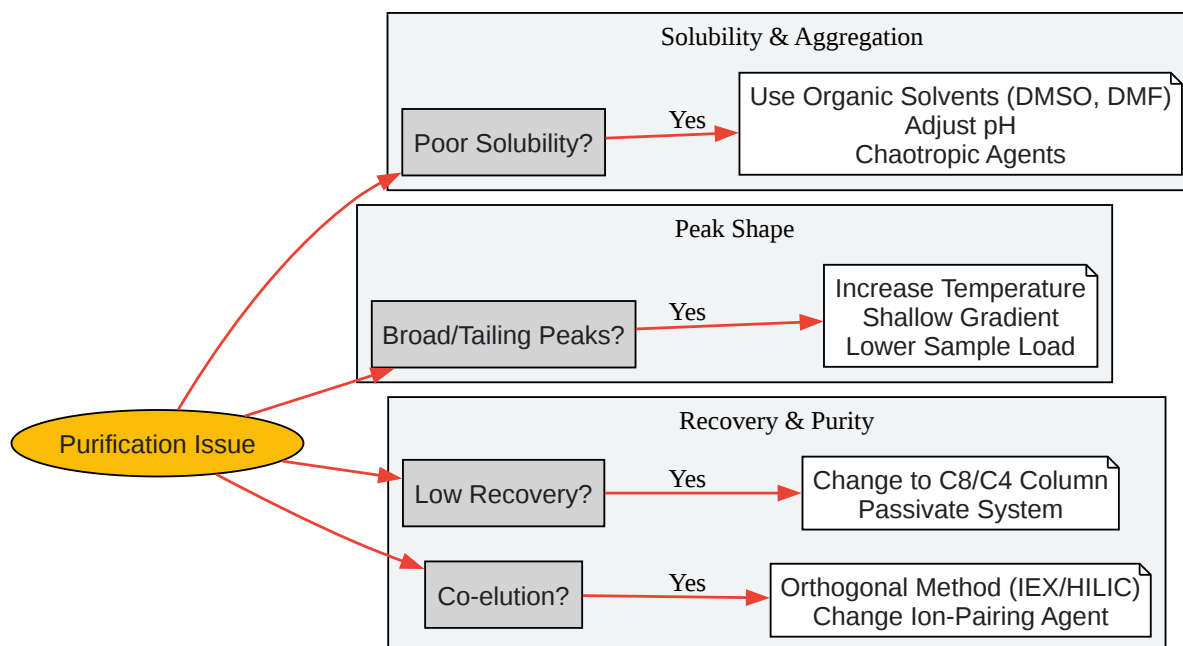 Solubility & Aggregation
Poor Solubility?
Yes
Use Organic Solvents (DMSO, DMF)
Adjust pH
Chaotropic Agents
Peak Shape
Broad/Tailing Peaks?
Yes
Increase Temperature
Shallow Gradient
Lower Sample Load
Purification Issue
Recovery & Purity
Low Recovery?
Yes
Change to C8/C4 Column
Passivate System
Co-elution?
Yes
Orthogonal Method (IEX/HILIC)
Change Ion-Pairing Agent